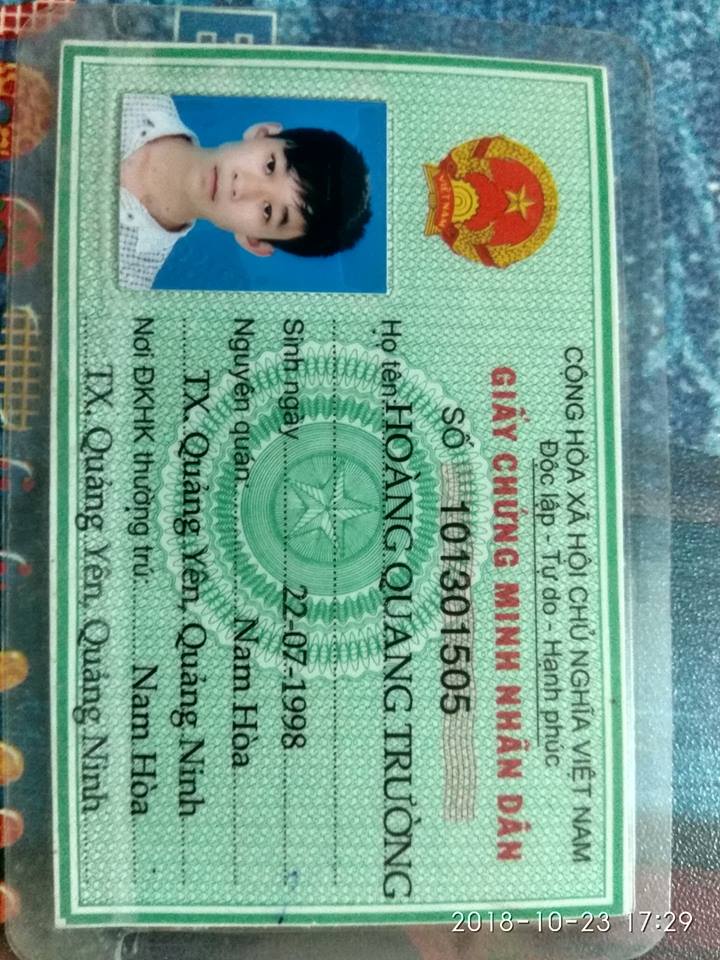 CỘNG HÒA XÃ HỘI CHỦ NGHĨA VIỆT NAM
Độc lập - Tự do - Hạnh phúc
GIẤY CHỨNG MINH NHÂN DÂN
SỐ 101301505
Họ tên: HOÀNG QUANG TRƯỜNG
Sinh ngày 22-07-1998
Nguyên quán: Nam Hòa
TX. Quảng Yên, Quảng Ninh
Nơi ĐKHK thường trú: Nam Hòa
TX. Quảng Yên, Quảng Ninh
VIỆT NAM
2018-10-23 17:29